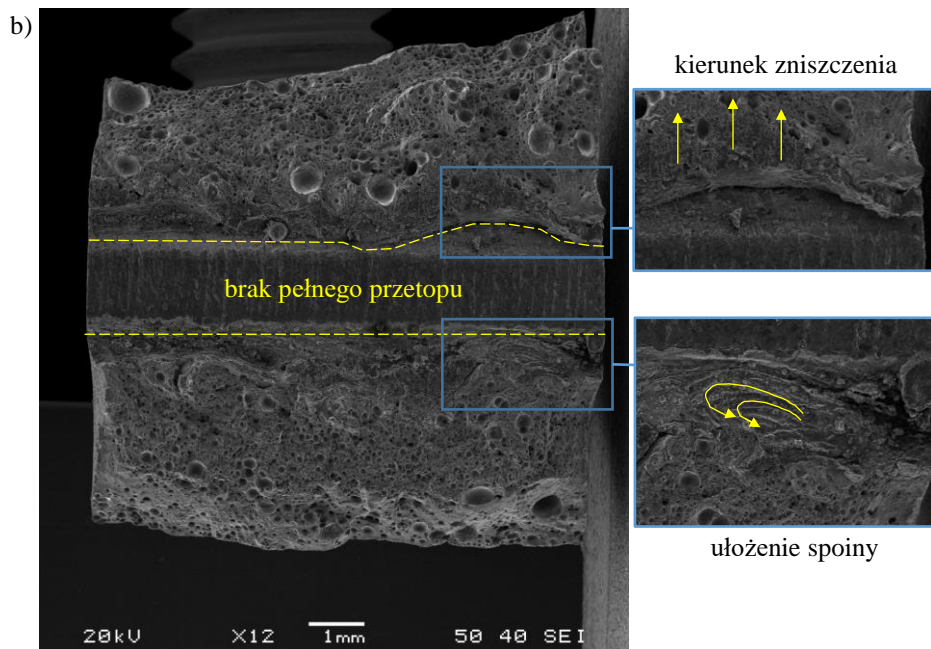 b)
kierunek zniszczenia
brak pełnego przetopu
ułożenie spoiny
20kV X12 1mm 50 40 SEI